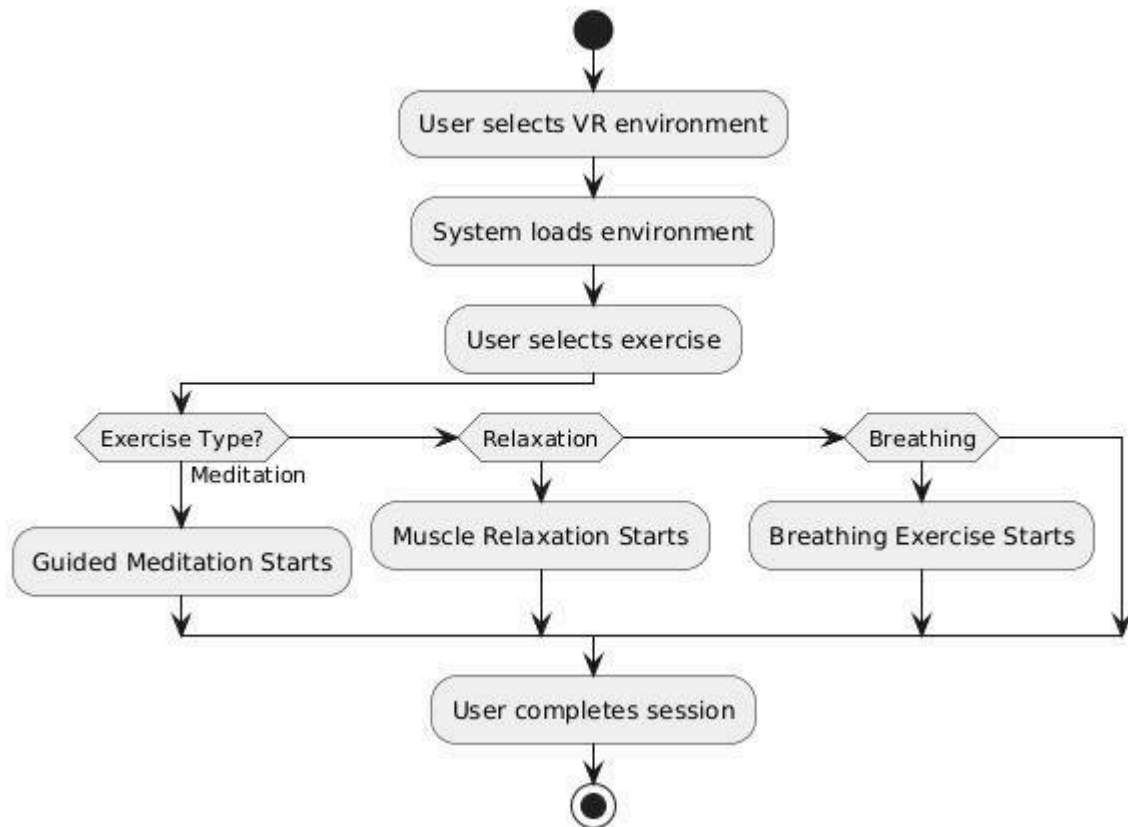 User selects VR environment
System loads environment
User selects exercise
Exercise Type?
Relaxation
Breathing
Meditation
Guided Meditation Starts
Muscle Relaxation Starts
Breathing Exercise Starts
User completes session